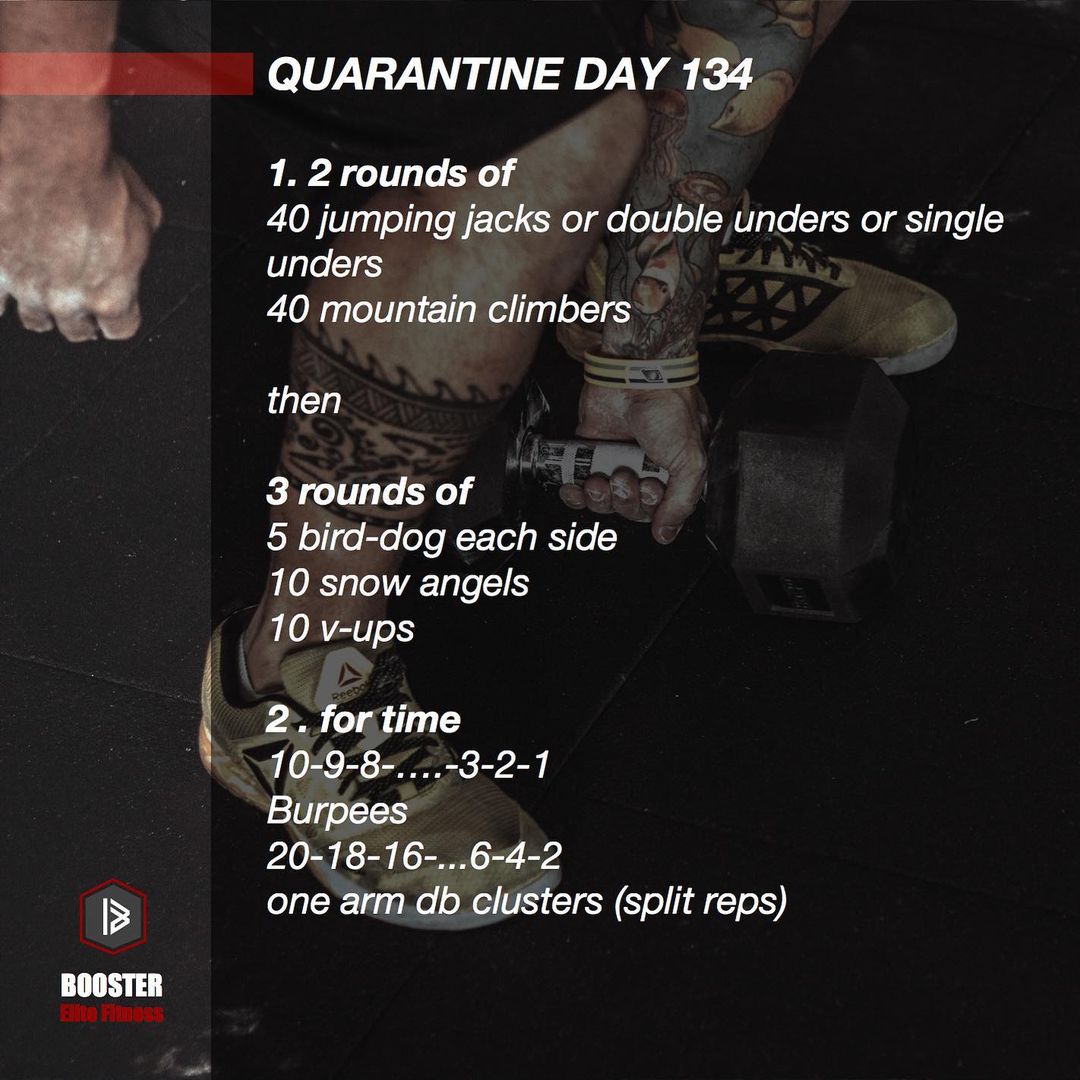 QUARANTINE DAY 134
1. 2 rounds of
40 jumping jacks or double unders or single
unders
40 mountain climbers
then
3 rounds of
5 bird-dog each side
10 snow angels
10 v-ups
Reebok
2 . for time
10-9-8-....-3-2-1
Burpees
20-18-16-...6-4-2
one arm db clusters (split reps)
BOOSTER
Elite Fitness